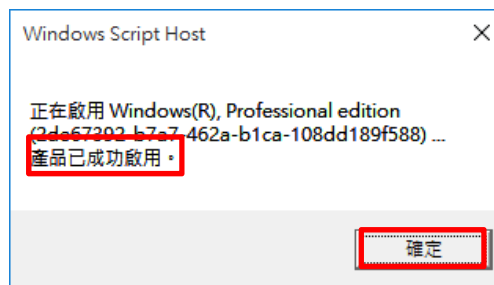 Windows Script Host
正在啟用 Windows(R), Professional edition
(2de67392-b7a7-462a-b1ca-108dd189f588) ...
產品已成功啟用。
確定